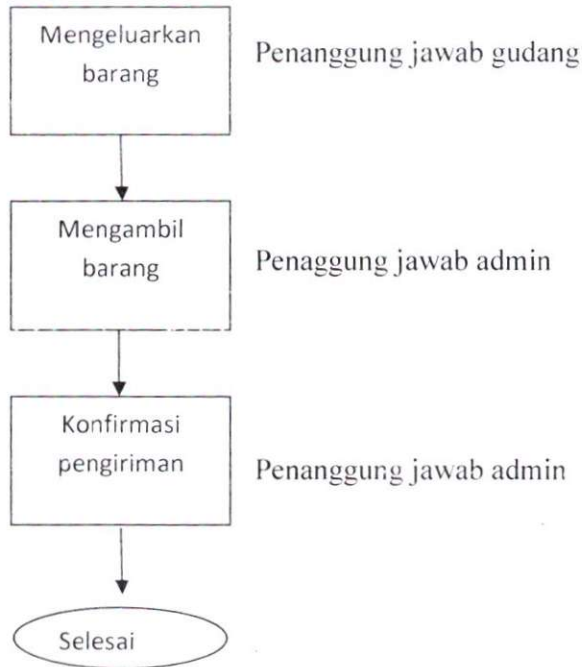 Mengeluarkan
barang
Penanggung jawab gudang
Mengambil
barang
Penaggung jawab admin
Konfirmasi
pengiriman
Penanggung jawab admin
Selesai